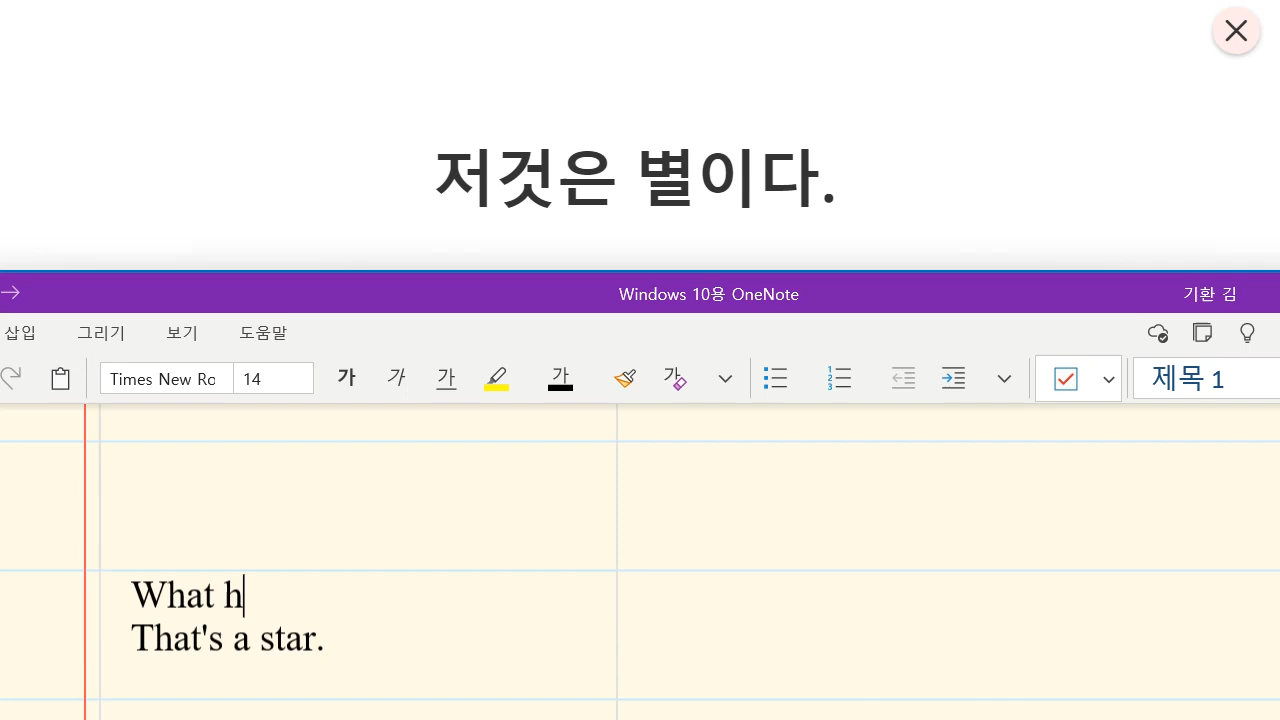 저것은 별이다.
Windows 10용 OneNote
기환 김
삽입 그리기 보기 도움말
Times New 14 가 가 가 가 가 제목 1
What h
That's a star.